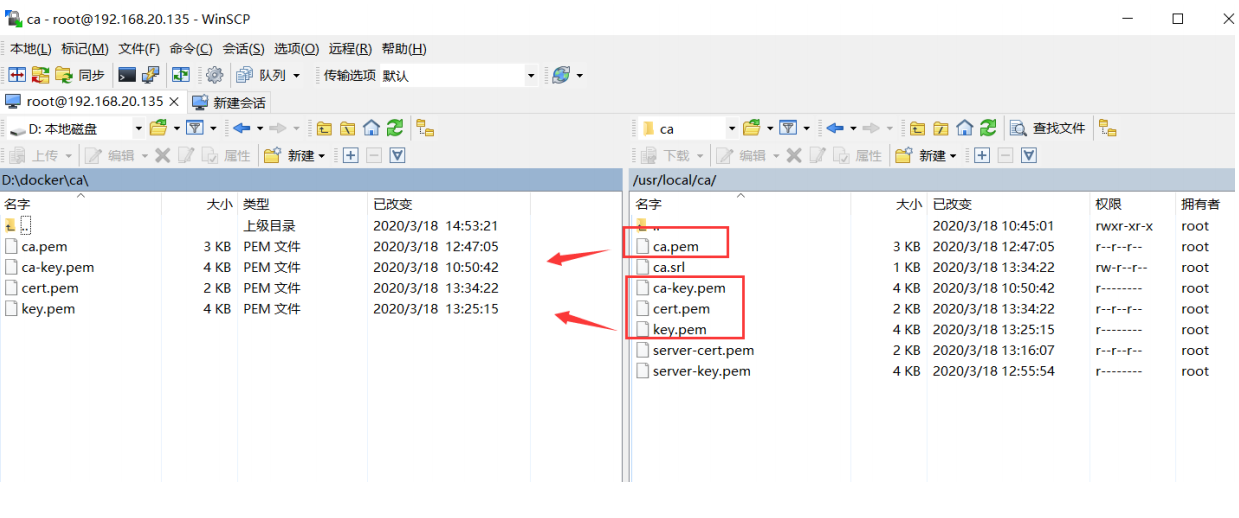 ca - root@192.168.20.135 - WinSCP
本地(L) 标记(M) 文件(F) 命令(C) 会话(S) 选项(O) 远程(R) 帮助(H)
同步 队列 传输选项 默认
root@192.168.20.135 × 新建会话
D: 本地磁盘
ca 查找文件
上传 编辑 属性 新建
下载 编辑 属性 新建
D:\docker\ca\
名字 大小 类型 已改变
.. 上级目录 2020/3/18 14:53:21
ca.pem 3 KB PEM 文件 2020/3/18 12:47:05
ca-key.pem 4 KB PEM 文件 2020/3/18 10:50:42
cert.pem 2 KB PEM 文件 2020/3/18 13:34:22
key.pem 4 KB PEM 文件 2020/3/18 13:25:15
/usr/local/ca/
名字 大小 已改变 权限 拥有者
.. 2020/3/18 10:45:01 rwxr-xr-x root
ca.pem 3 KB 2020/3/18 12:47:05 r--r--r-- root
ca.srl 1 KB 2020/3/18 13:34:22 rw-r--r-- root
ca-key.pem 4 KB 2020/3/18 10:50:42 r-------- root
cert.pem 2 KB 2020/3/18 13:34:22 r--r--r-- root
key.pem 4 KB 2020/3/18 13:25:15 r-------- root
server-cert.pem 2 KB 2020/3/18 13:16:07 r--r--r-- root
server-key.pem 4 KB 2020/3/18 12:55:54 r-------- root